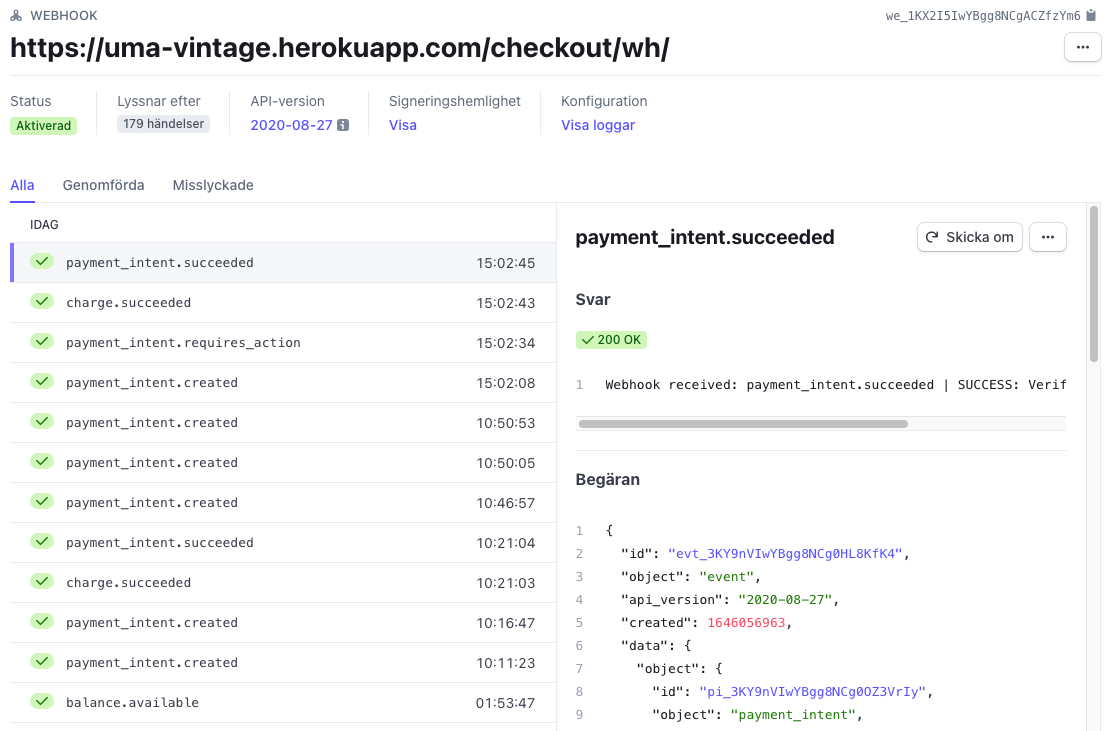 WEBHOOK
we_1KX2I5IwYBgg8NCgACZfzYm6
https://uma-vintage.herokuapp.com/checkout/wh/
Status
Lyssnar efter
API-version
Signeringshemlighet
Konfiguration
Aktiverad
179 händelser
2020-08-27
Visa
Visa loggar
Alla
Genomförda
Misslyckade
IDAG
payment_intent.succeeded 15:02:45
charge.succeeded 15:02:43
payment_intent.requires_action 15:02:34
payment_intent.created 15:02:08
payment_intent.created 10:50:53
payment_intent.created 10:50:05
payment_intent.created 10:46:57
payment_intent.succeeded 10:21:04
charge.succeeded 10:21:03
payment_intent.created 10:16:47
payment_intent.created 10:11:23
balance.available 01:53:47
payment_intent.succeeded
Skicka om
Svar
200 OK
1 Webhook received: payment_intent.succeeded | SUCCESS: Verif
Begäran
1 {
2 "id": "evt_3KY9nVIwYBgg8NCg0HL8KfK4",
3 "object": "event",
4 "api_version": "2020-08-27",
5 "created": 1646056963,
6 "data": {
7 "object": {
8 "id": "pi_3KY9nVIwYBgg8NCg0OZ3VrIy",
9 "object": "payment_intent",